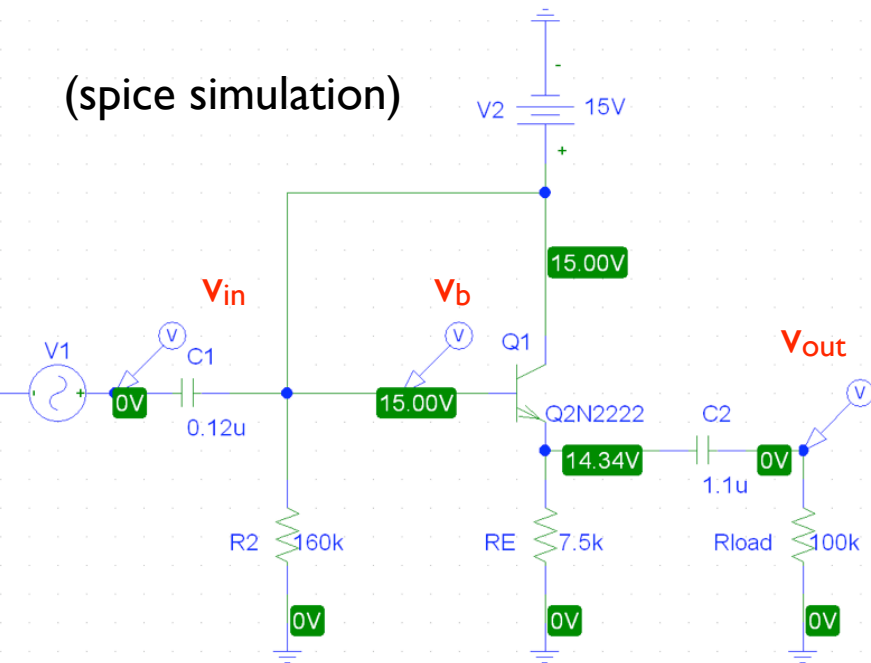 (spice simulation)
-
V2
15V
+
15.00V
vin
vb
V
V
Q1
vout
V1
C1
V
-
+
0V
15.00V
Q2N2222
C2
0.12u
14.34V
0V
1.1u
R2
160k
RE
7.5k
Rload
100k
0V
0V
0V